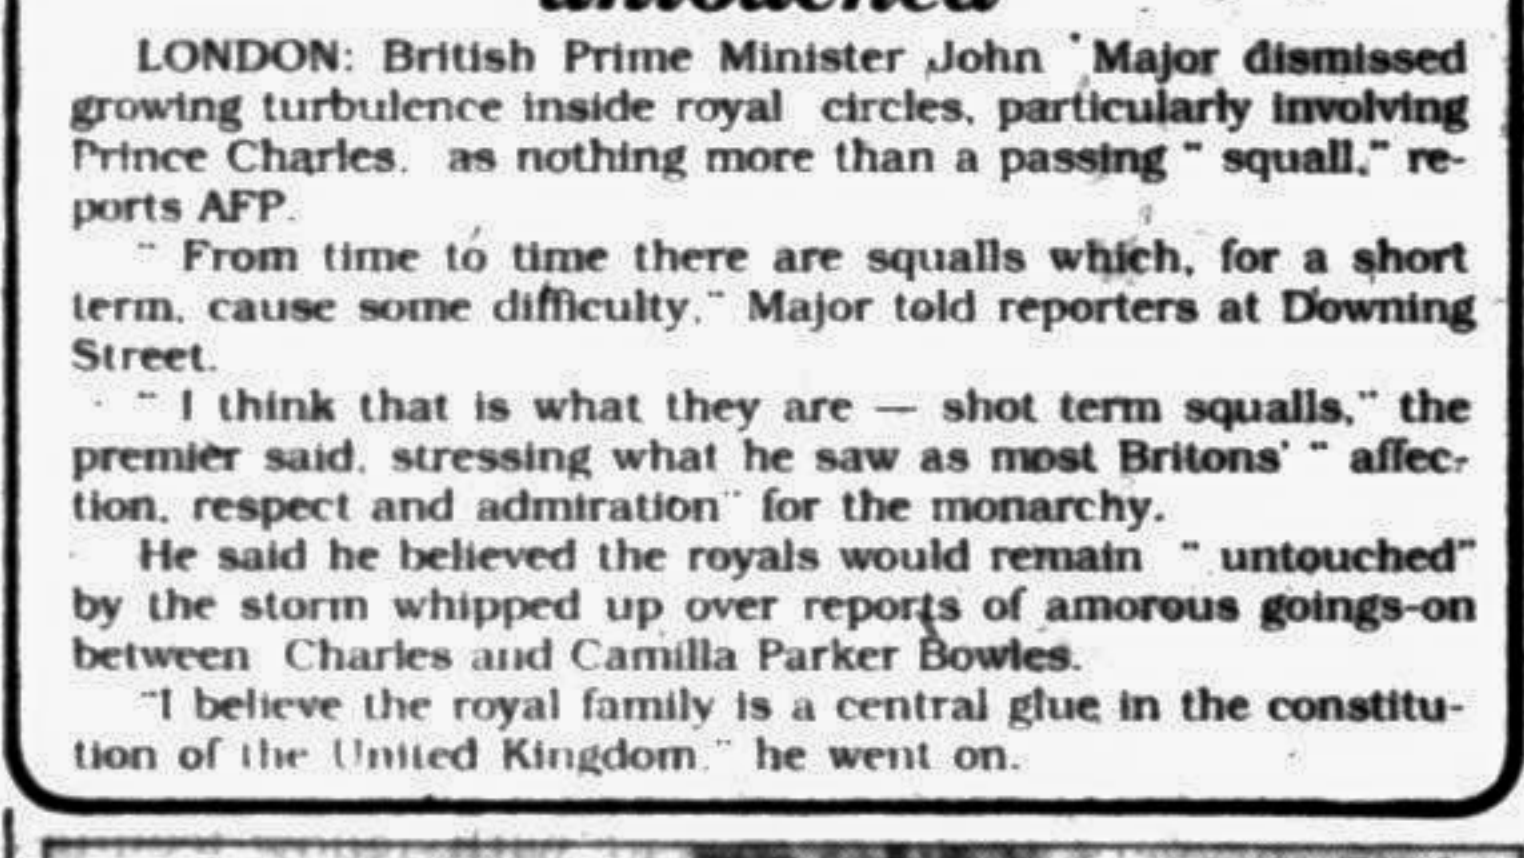 untouched
LONDON: British Prime Minister John Major dismissed
growing turbulence inside royal circles, particularly involving
Prince Charles, as nothing more than a passing " squall," re-
ports AFP.
" From time to time there are squalls which, for a short
term, cause some difficulty," Major told reporters at Downing
Street.
" I think that is what they are — shot term squalls," the
premier said, stressing what he saw as most Britons' " affec-
tion, respect and admiration" for the monarchy.
He said he believed the royals would remain " untouched"
by the storm whipped up over reports of amorous goings-on
between Charles and Camilla Parker Bowles.
"I believe the royal family is a central glue in the constitu-
tion of the United Kingdom," he went on.